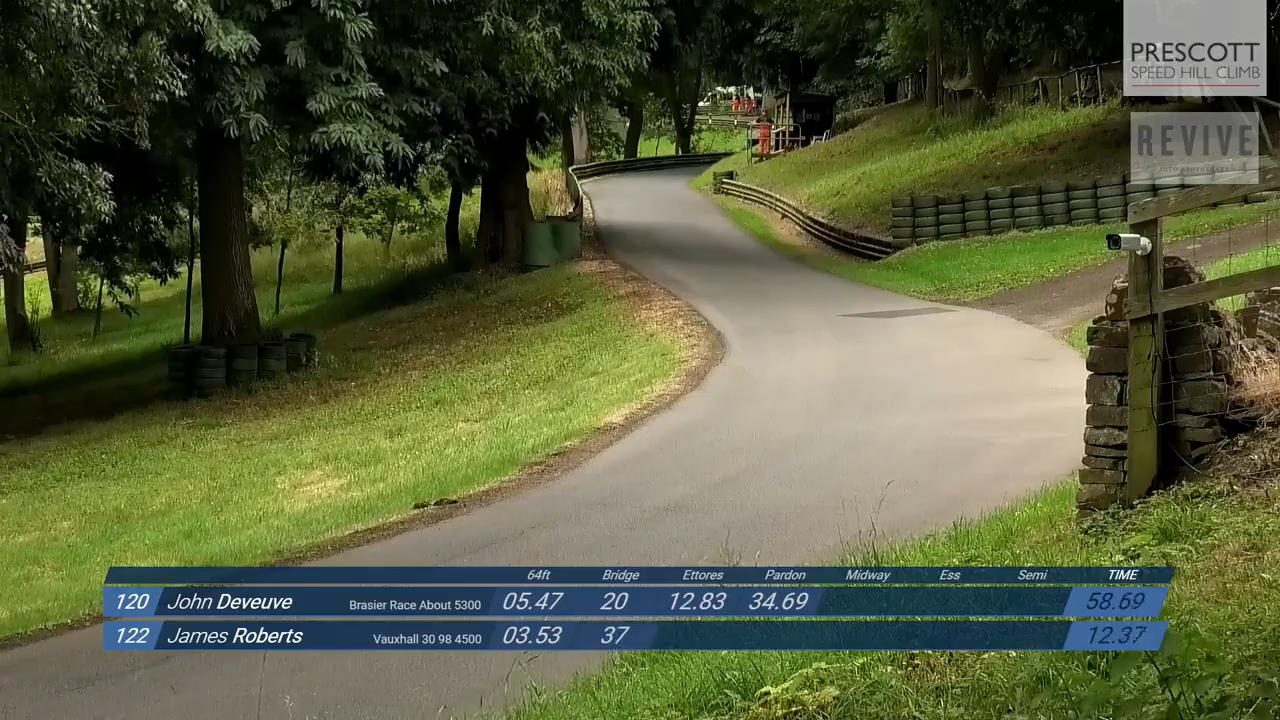 PRESCOTT
SPEED HILL CLIMB
REVIVE
AUTO APOTHECARY
64ft Bridge Ettores Pardon Midway Ess Semi TIME
120 John Deveuve Brasier Race About 5300 05.47 20 12.83 34.69 58.69
122 James Roberts Vauxhall 30 98 4500 03.53 37 12.37